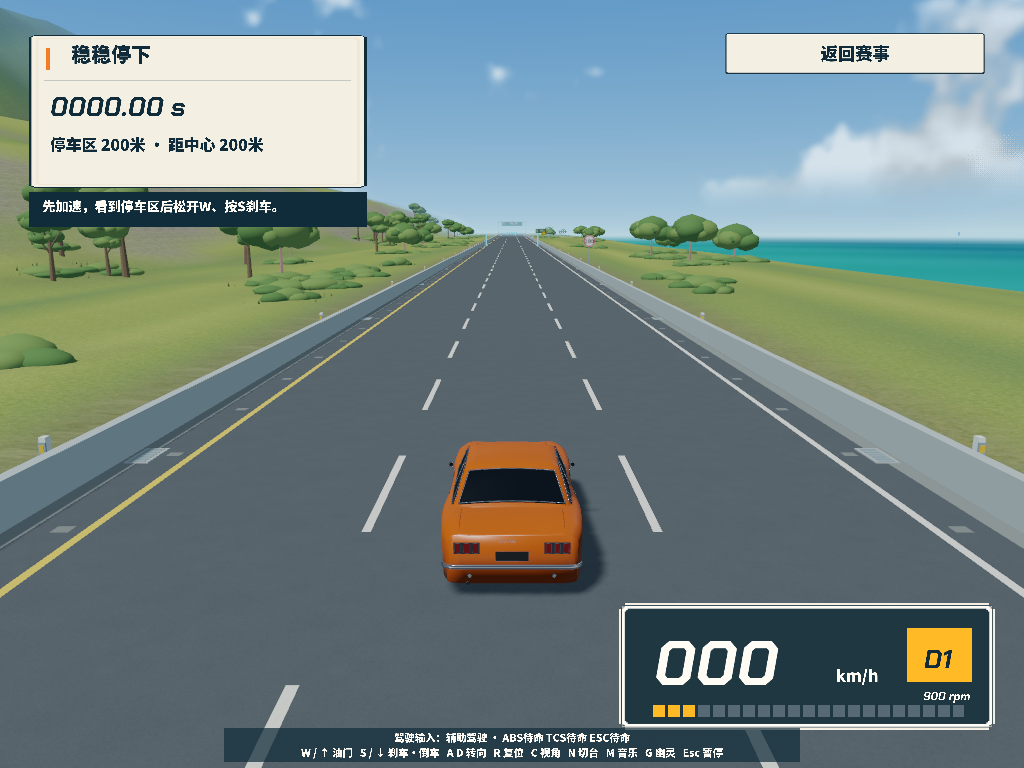 稳稳停下
0000.00 s
停车区 200米 · 距中心 200米
先加速，看到停车区后松开W、按S刹车。
返回赛事
000 km/h D1
900 rpm
驾驶输入：辅助驾驶 · ABS待命 TCS待命 ESC待命
W / ↑ 油门 S / ↓ 刹车 · 倒车 A D 转向 R 复位 C 视角 N 切台 M 音乐 G 幽灵 Esc 暂停